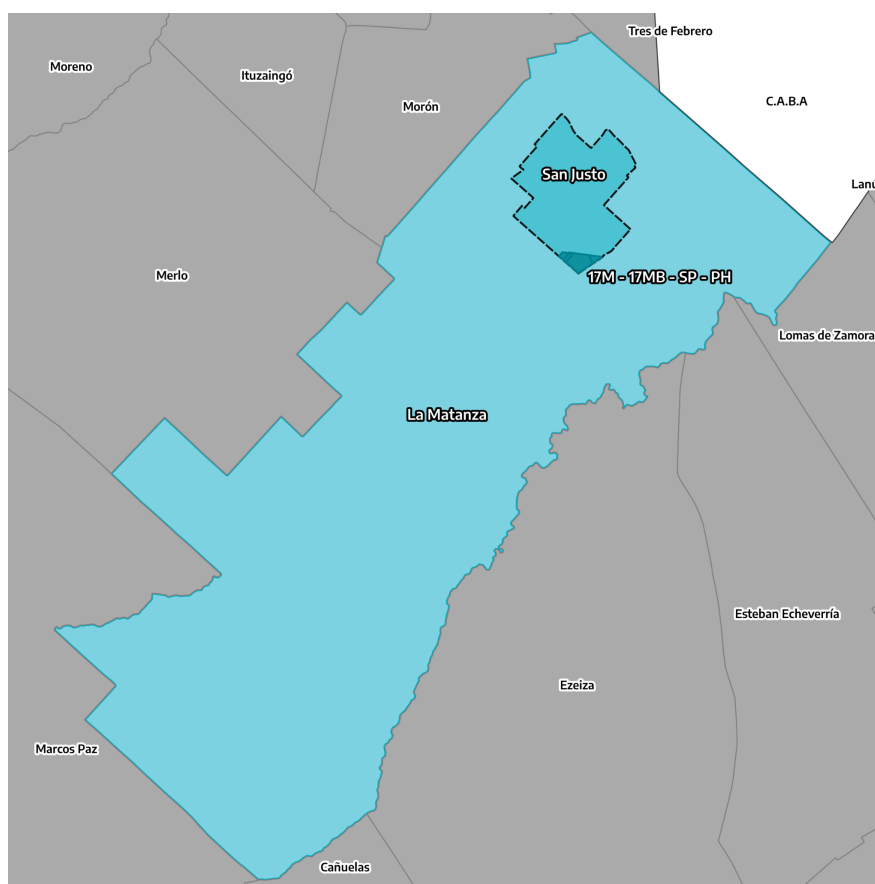 Tres de Febrero
Moreno
Ituzaingó
Morón
C.A.B.A
San Justo
Lanú
Merlo
17M - 17MB - SP - PH
Lomas de Zamora
La Matanza
Esteban Echeverría
Ezeiza
Marcos Paz
Cañuelas